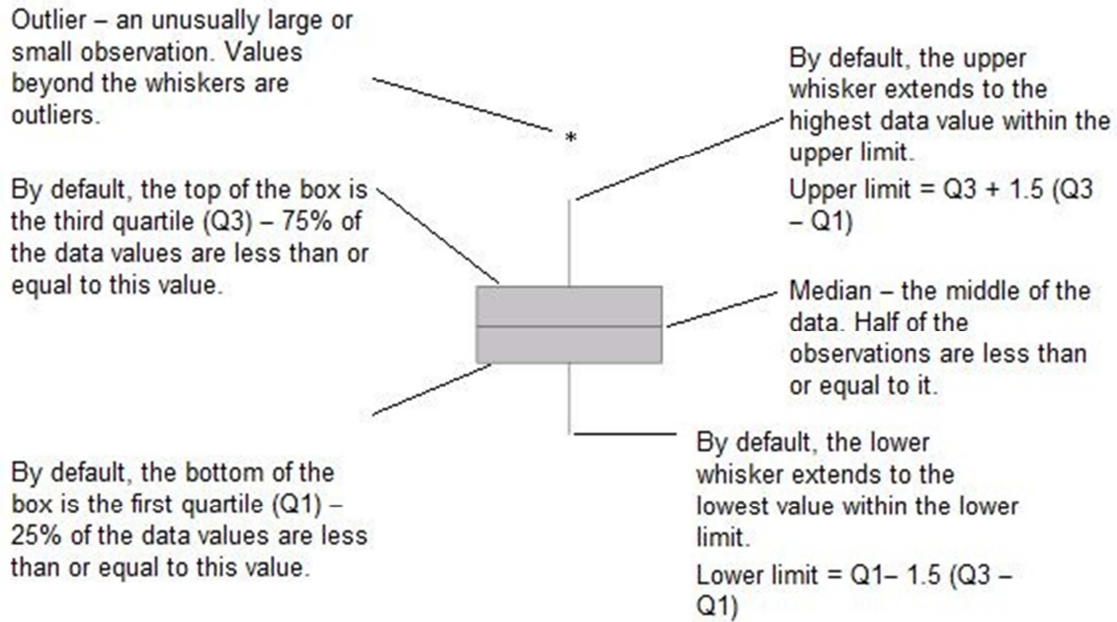 Outlier – an unusually large or
small observation. Values
beyond the whiskers are
outliers.
By default, the top of the box is
the third quartile (Q3) – 75% of
the data values are less than or
equal to this value.
By default, the bottom of the
box is the first quartile (Q1) –
25% of the data values are less
than or equal to this value.
*
By default, the upper
whisker extends to the
highest data value within the
upper limit.
Upper limit = Q3 + 1.5 (Q3
– Q1)
Median – the middle of the
data. Half of the
observations are less than
or equal to it.
By default, the lower
whisker extends to the
lowest value within the lower
limit.
Lower limit = Q1– 1.5 (Q3 –
Q1)